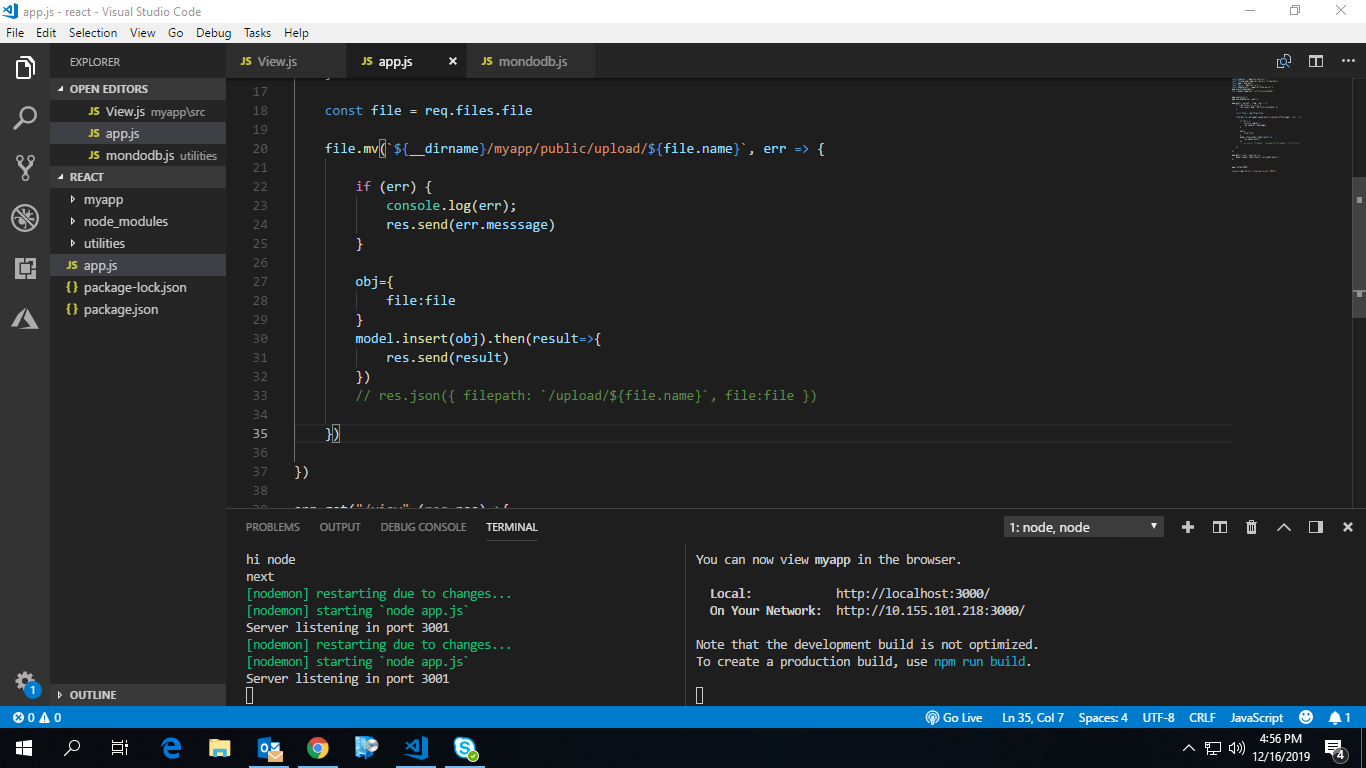 app.js - react - Visual Studio Code
File Edit Selection View Go Debug Tasks Help
EXPLORER
OPEN EDITORS
JS View.js myapp\src
JS app.js
JS mondodb.js utilities
REACT
myapp
node_modules
utilities
JS app.js
{} package-lock.json
{} package.json
OUTLINE
1
JS View.js JS app.js JS mondodb.js
17
18 const file = req.files.file
19
20 file.mv(`${__dirname}/myapp/public/upload/${file.name}`, err => {
21
22 if (err) {
23 console.log(err);
24 res.send(err.messsage)
25 }
26
27 obj={
28 file:file
29 }
30 model.insert(obj).then(result=>{
31 res.send(result)
32 })
33 // res.json({ filepath: `/upload/${file.name}`, file:file })
34
35 })
36
37 })
38
PROBLEMS OUTPUT DEBUG CONSOLE TERMINAL
1: node, node
hi node
next
[nodemon] restarting due to changes...
[nodemon] starting `node app.js`
Server listening in port 3001
[nodemon] restarting due to changes...
[nodemon] starting `node app.js`
Server listening in port 3001
You can now view myapp in the browser.
Local: http://localhost:3000/
On Your Network: http://10.155.101.218:3000/
Note that the development build is not optimized.
To create a production build, use npm run build.
0 0
Go Live Ln 35, Col 7 Spaces: 4 UTF-8 CRLF JavaScript 1
4:56 PM
12/16/2019
4